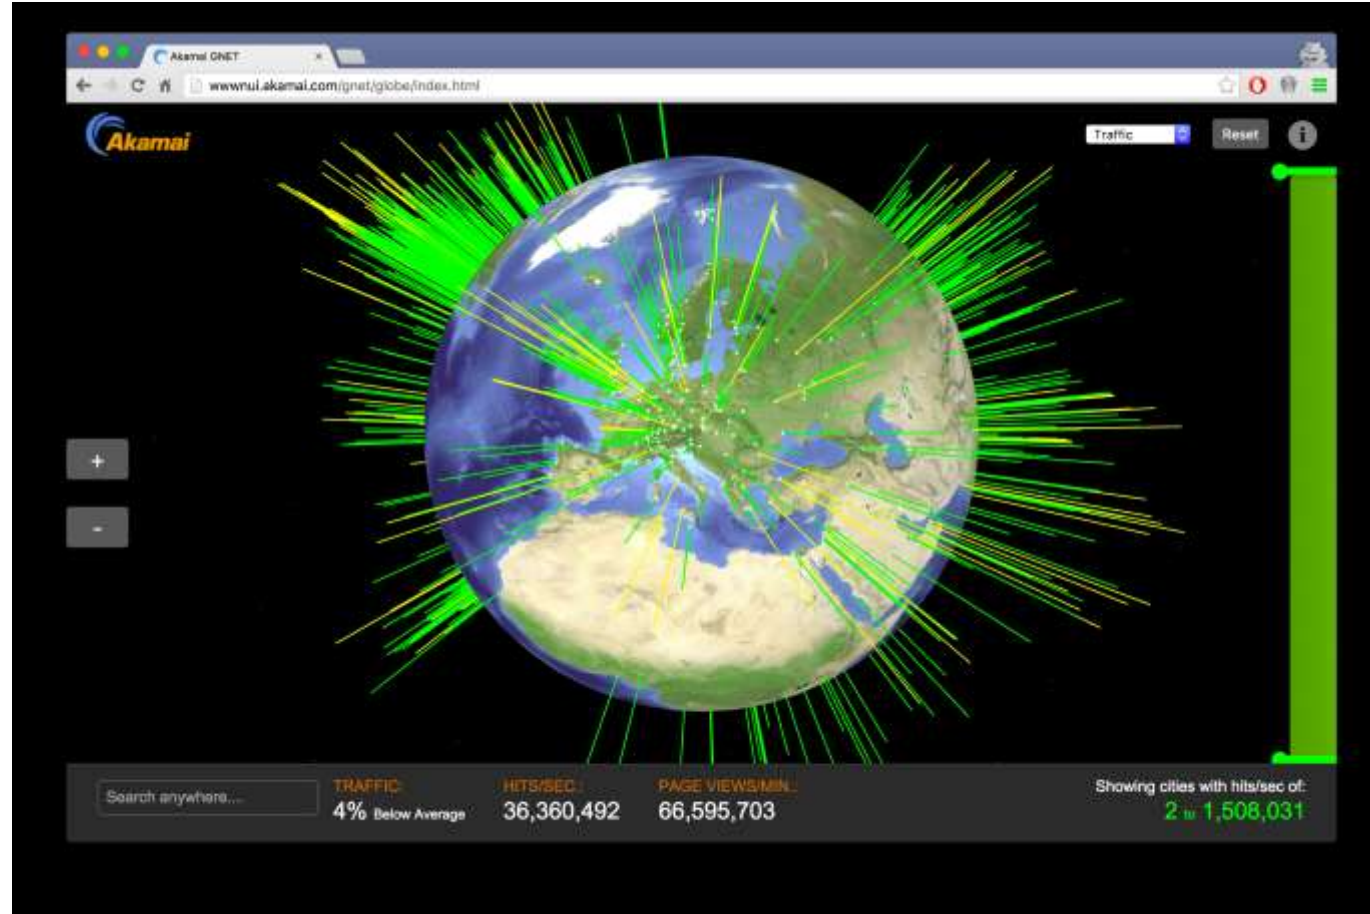 Akamai GNET
wwwnui.akamai.com/gnet/globe/index.html
Akamai
Traffic
Reset
i
+
-
Search anywhere....
TRAFFIC:
4% Below Average
HITS/SEC.:
36,360,492
PAGE VIEWS/MIN.:
66,595,703
Showing cities with hits/sec of:
2 to 1,508,031